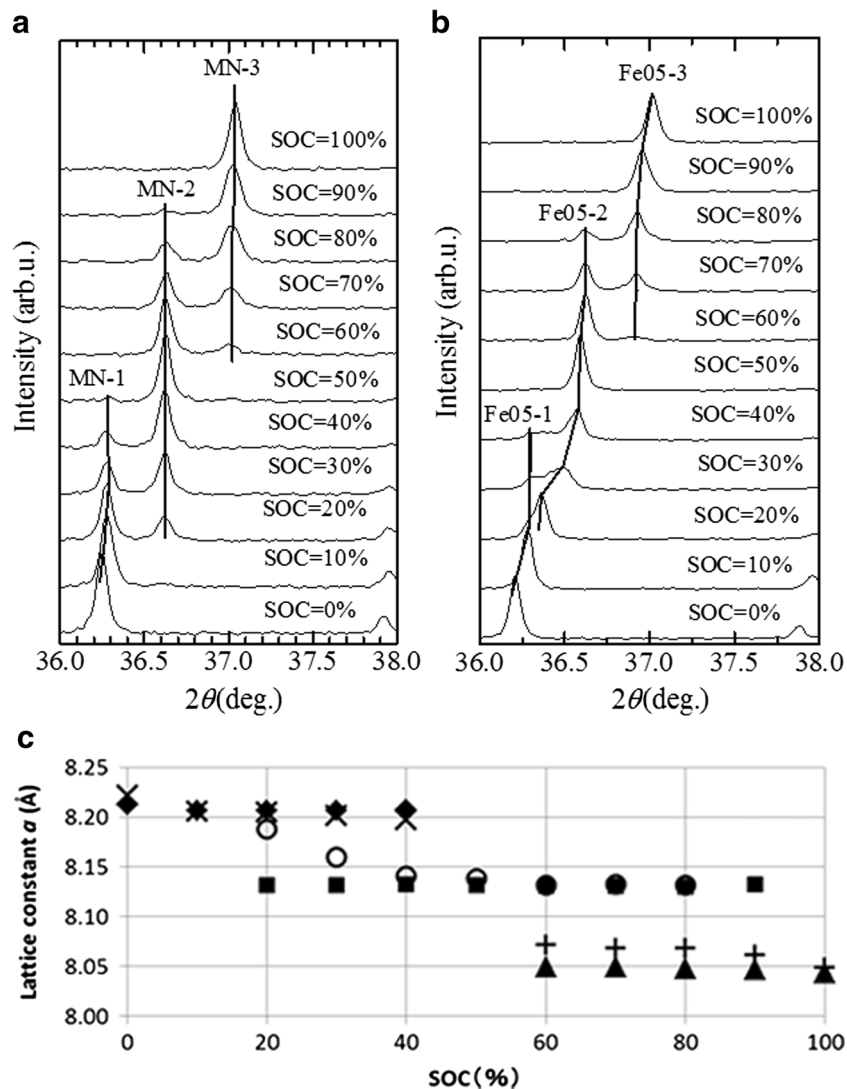 a
MN-3
SOC=100%
MN-2
SOC=90%
SOC=80%
SOC=70%
SOC=60%
MN-1
SOC=50%
SOC=40%
SOC=30%
SOC=20%
SOC=10%
SOC=0%
Intensity (arb.u.)
36.0 36.5 37.0 37.5 38.0
2θ(deg.)
b
Fe05-3
SOC=100%
SOC=90%
Fe05-2
SOC=80%
SOC=70%
SOC=60%
SOC=50%
Fe05-1
SOC=40%
SOC=30%
SOC=20%
SOC=10%
SOC=0%
Intensity (arb.u.)
36.0 36.5 37.0 37.5 38.0
2θ(deg.)
c
Lattice constant a (Å)
8.25
8.20
8.15
8.10
8.05
8.00
0 20 40 60 80 100
SOC(%)